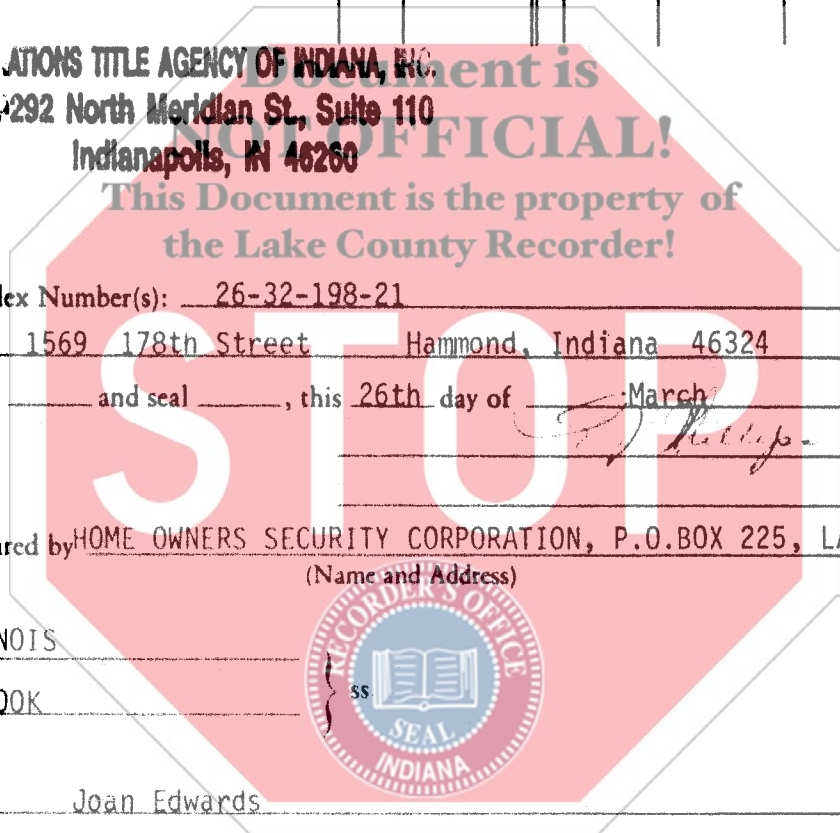 ATIONS TITLE AGENCY OF INDIANA, INC.
292 North Meridian St., Suite 110
Indianapolis, IN 46260
Document is
NOT OFFICIAL!
This Document is the property of
the Lake County Recorder!
ex Number(s): 26-32-198-21
1569 178th Street Hammond, Indiana 46324
and seal , this 26th day of March
STOP
red by HOME OWNERS SECURITY CORPORATION, P.O.BOX 225, LA
(Name and Address)
RECORDER'S OFFICE
NOIS
ss
OOK
SEAL
INDIANA
Joan Edwards